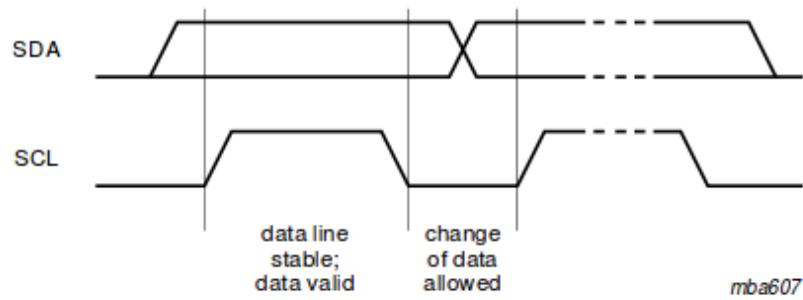 SDA
SCL
data line
stable;
data valid
change
of data
allowed
mba607